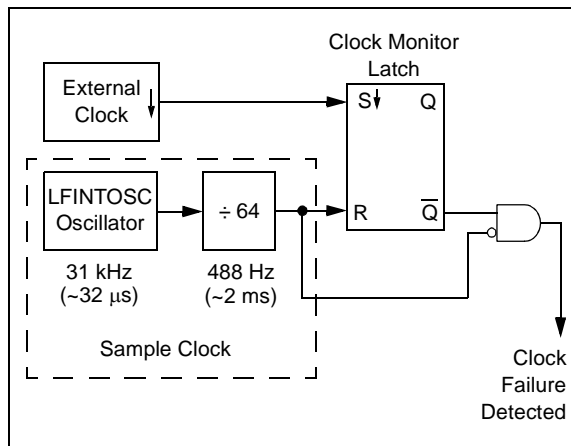 Clock Monitor
Latch
External
Clock
S
Q
LFINTOSC
Oscillator
÷ 64
R
Q̅
31 kHz
(~32 μs)
488 Hz
(~2 ms)
Sample Clock
Clock
Failure
Detected